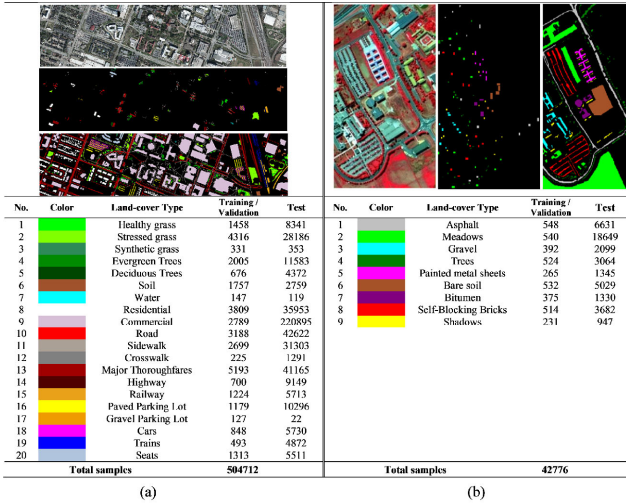 No. Color Land-cover Type Training / Validation Test
1 Healthy grass 1458 8341
2 Stressed grass 4316 28186
3 Synthetic grass 331 353
4 Evergreen Trees 2005 11583
5 Deciduous Trees 676 4372
6 Soil 1757 2759
7 Water 147 119
8 Residential 3809 35953
9 Commercial 2789 220895
10 Road 3188 42622
11 Sidewalk 2699 31303
12 Crosswalk 225 1291
13 Major Thoroughfares 5193 41165
14 Highway 700 9149
15 Railway 1224 5713
16 Paved Parking Lot 1179 10296
17 Gravel Parking Lot 127 22
18 Cars 848 5730
19 Trains 493 4872
20 Seats 1313 5511
Total samples 504712
(a)
No. Color Land-cover Type Training / Validation Test
1 Asphalt 548 6631
2 Meadows 540 18649
3 Gravel 392 2099
4 Trees 524 3064
5 Painted metal sheets 265 1345
6 Bare soil 532 5029
7 Bitumen 375 1330
8 Self-Blocking Bricks 514 3682
9 Shadows 231 947
Total samples 42776
(b)